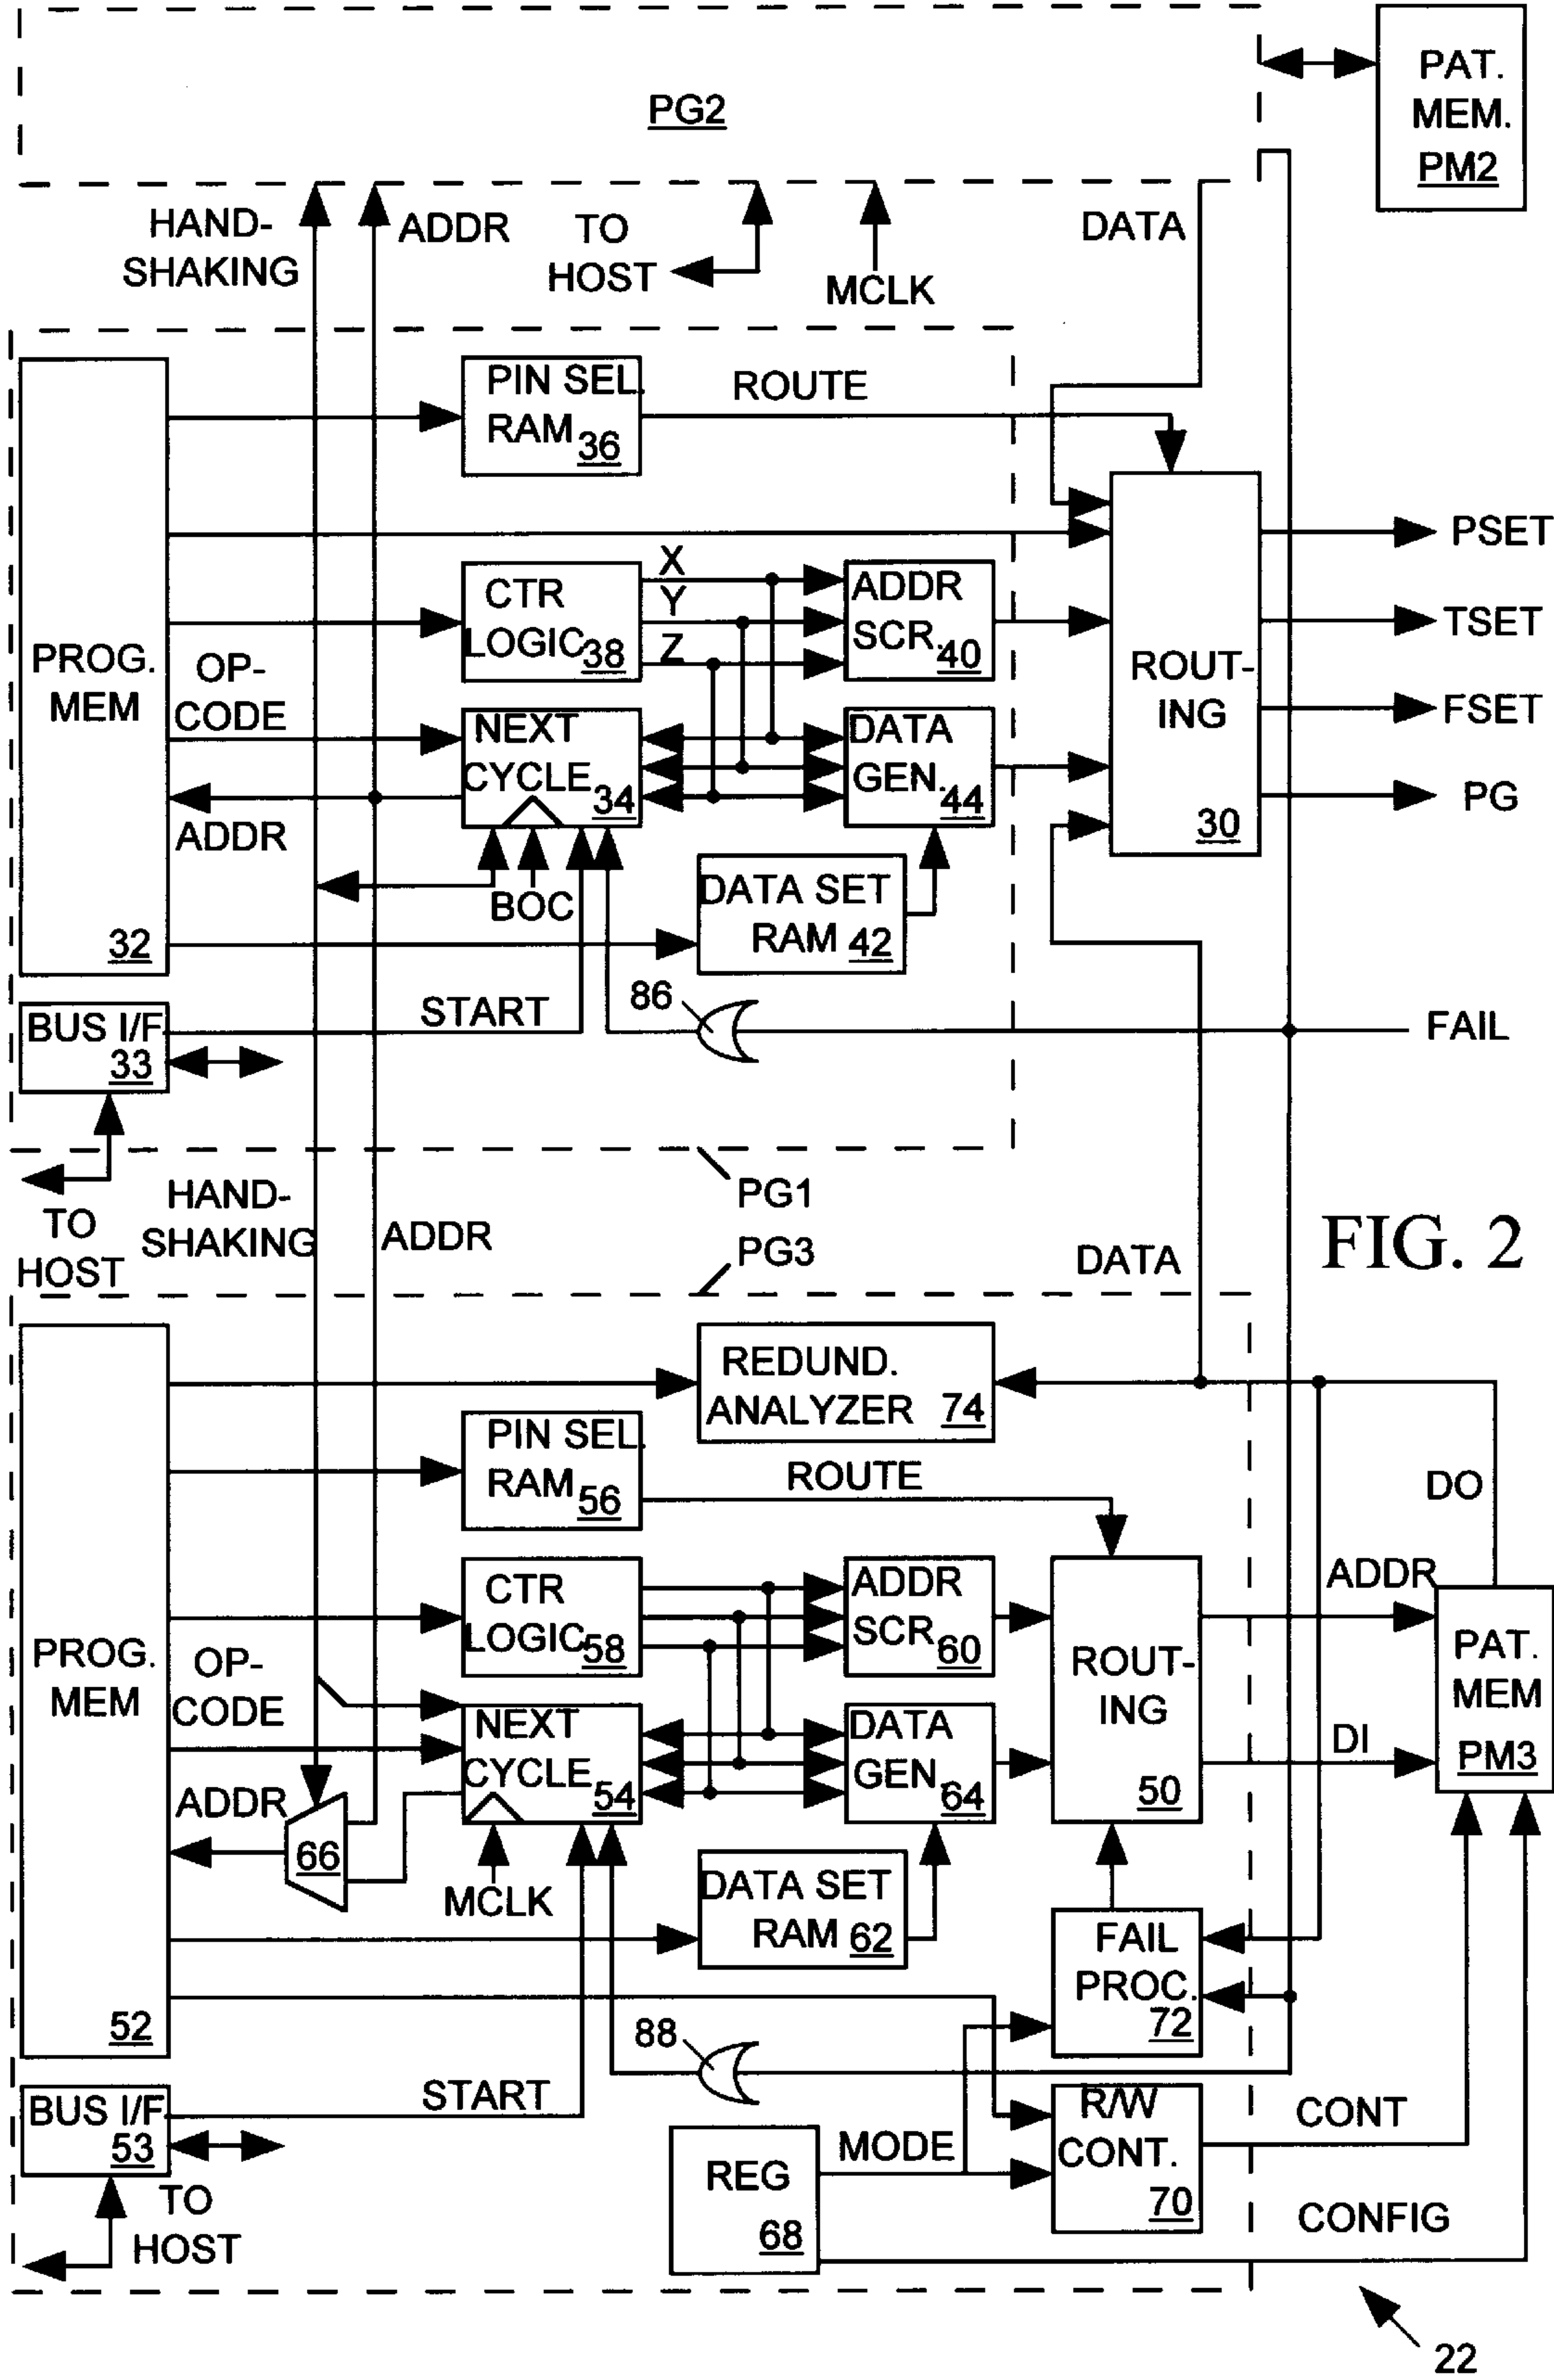 PG2
PAT.
MEM.
PM2
HAND-
SHAKING
ADDR
TO
HOST
MCLK
DATA
PIN SEL.
RAM 36
ROUTE
PROG.
MEM
32
OP-
CODE
ADDR
CTR
LOGIC 38
X
Y
Z
ADDR
SCR. 40
NEXT
CYCLE 34
DATA
GEN. 44
ROUT-
ING
30
PSET
TSET
FSET
PG
BOC
DATA SET
RAM 42
BUS I/F
33
START
86
FAIL
TO
HOST
HAND-
SHAKING
ADDR
PG1
PG3
DATA
FIG. 2
REDUND.
ANALYZER 74
PIN SEL.
RAM 56
ROUTE
DO
PROG.
MEM
52
OP-
CODE
ADDR
66
CTR
LOGIC 58
ADDR
SCR. 60
NEXT
CYCLE 54
DATA
GEN. 64
ROUT-
ING
50
ADDR
DI
PAT.
MEM
PM3
MCLK
DATA SET
RAM 62
FAIL
PROC.
72
88
BUS I/F
53
START
TO
HOST
REG
68
MODE
R/W
CONT.
70
CONT
CONFIG
22